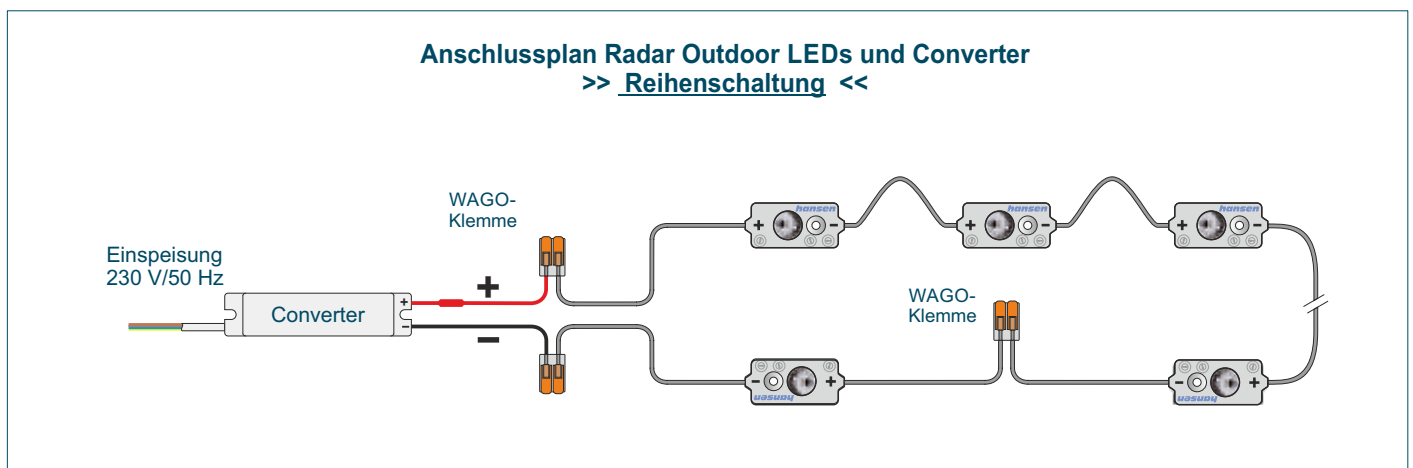 Anschlussplan Radar Outdoor LEDs und Converter
>> Reihenschaltung <<
WAGO-
Klemme
hansen
hansen
hansen
+ −
+ −
+ −
Einspeisung
230 V/50 Hz
+
Converter
+
−
−
WAGO-
Klemme
− +
− +
hansen
hansen